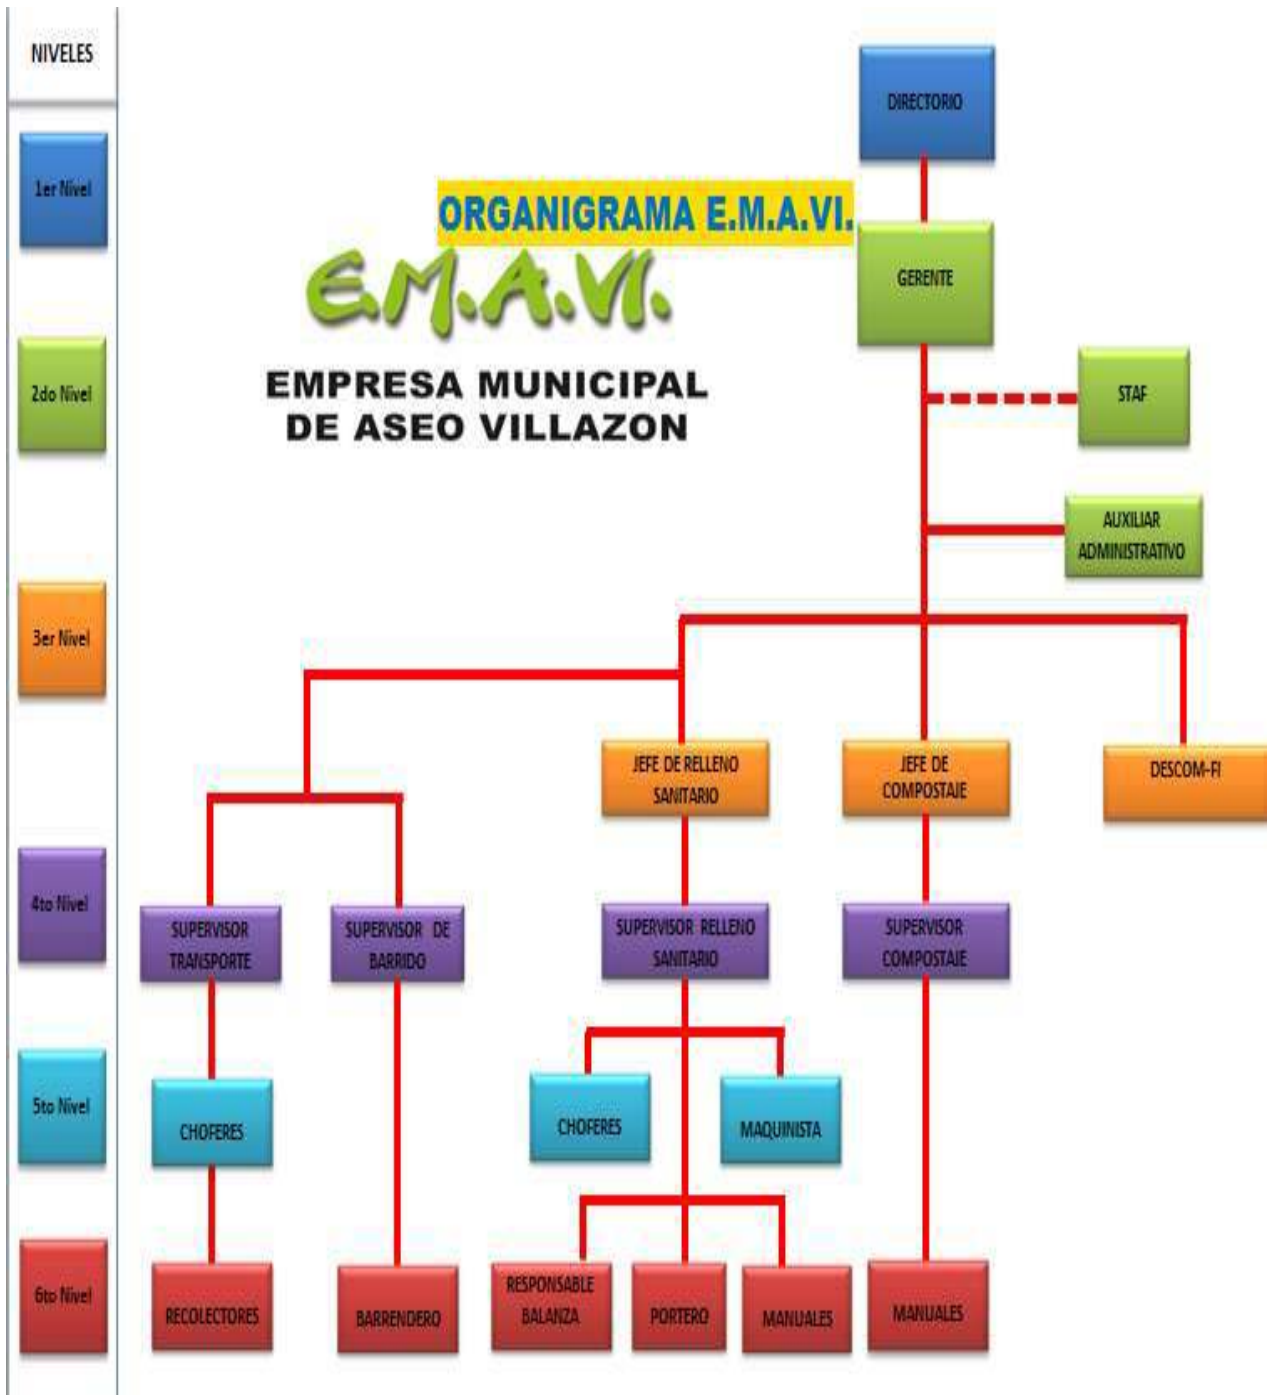 NIVELES
1er Nivel
2do Nivel
3er Nivel
4to Nivel
5to Nivel
6to Nivel
DIRECTORIO
ORGANIGRAMA E.M.A.VI.
E.M.A.VI.
EMPRESA MUNICIPAL
DE ASEO VILLAZON
GERENTE
STAF
AUXILIAR
ADMINISTRATIVO
JEFE DE RELLENO
SANITARIO
JEFE DE
COMPOSTAJE
DESCOM-FI
SUPERVISOR
TRANSPORTE
SUPERVISOR DE
BARRIDO
SUPERVISOR RELLENO
SANITARIO
SUPERVISOR
COMPOSTAJE
CHOFERES
CHOFERES
MAQUINISTA
RECOLECTORES
BARRENDERO
RESPONSABLE
BALANZA
PORTERO
MANUALES
MANUALES